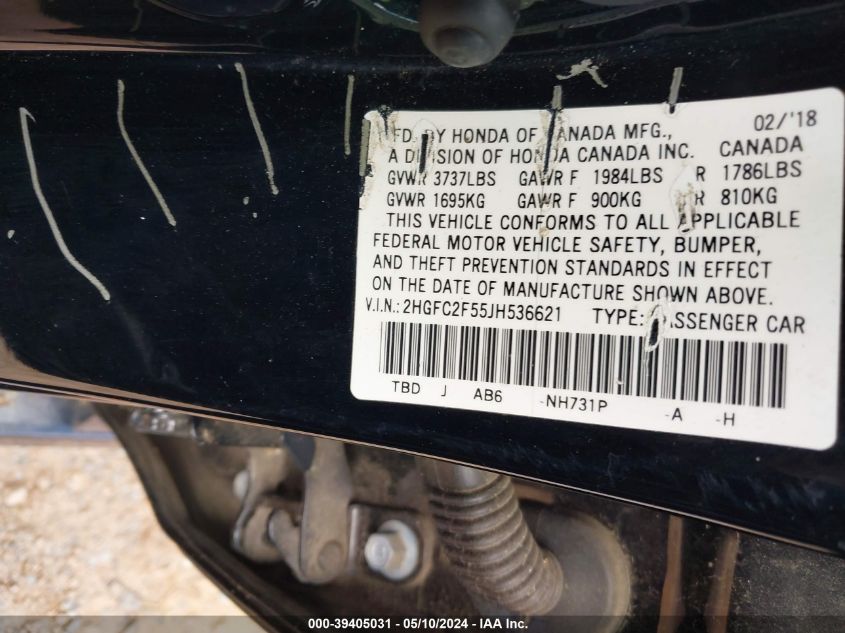 02/'18
MFD. BY HONDA OF CANADA MFG.,
A DIVISION OF HONDA CANADA INC. CANADA
GVWR 3737LBS GAWR F 1984LBS R 1786LBS
GVWR 1695KG GAWR F 900KG R 810KG
THIS VEHICLE CONFORMS TO ALL APPLICABLE
FEDERAL MOTOR VEHICLE SAFETY, BUMPER,
AND THEFT PREVENTION STANDARDS IN EFFECT
ON THE DATE OF MANUFACTURE SHOWN ABOVE.
V.I.N.: 2HGFC2F55JH536621 TYPE: PASSENGER CAR
TBD J AB6 -NH731P -A -H
000-39405031 - 05/10/2024 - IAA Inc.